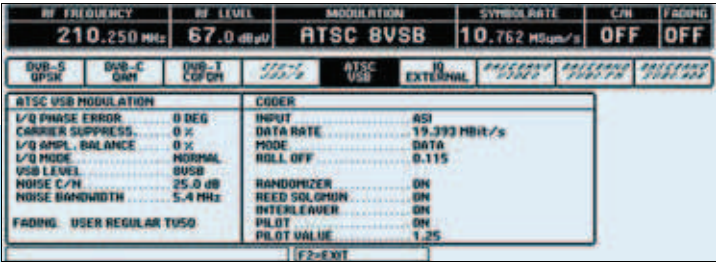 RF FREQUENCY RF LEVEL MODULATION SYMBOLRATE C/N FADING
210.250 MHz 67.0 dBµV ATSC 8VSB 10.762 MSym/s OFF OFF
DVB-S QPSK DVB-C QAM DVB-T COFDM ATSC VSB IQ EXTERNAL
ATSC VSB MODULATION
I/Q PHASE ERROR 0 DEG
CARRIER SUPPRESS. 0 %
I/Q AMPL. BALANCE 0 %
I/Q MODE NORMAL
VSB LEVEL 8VSB
NOISE C/N 25.0 dB
NOISE BANDWIDTH 5.4 MHz
FADING USER REGULAR TV50
CODER
INPUT ASI
DATA RATE 19.393 MBit/s
MODE DATA
ROLL OFF 0.115
RANDOMIZER ON
REED SOLOMON ON
INTERLEAVER ON
PILOT ON
PILOT VALUE 1.25
F2=EXIT